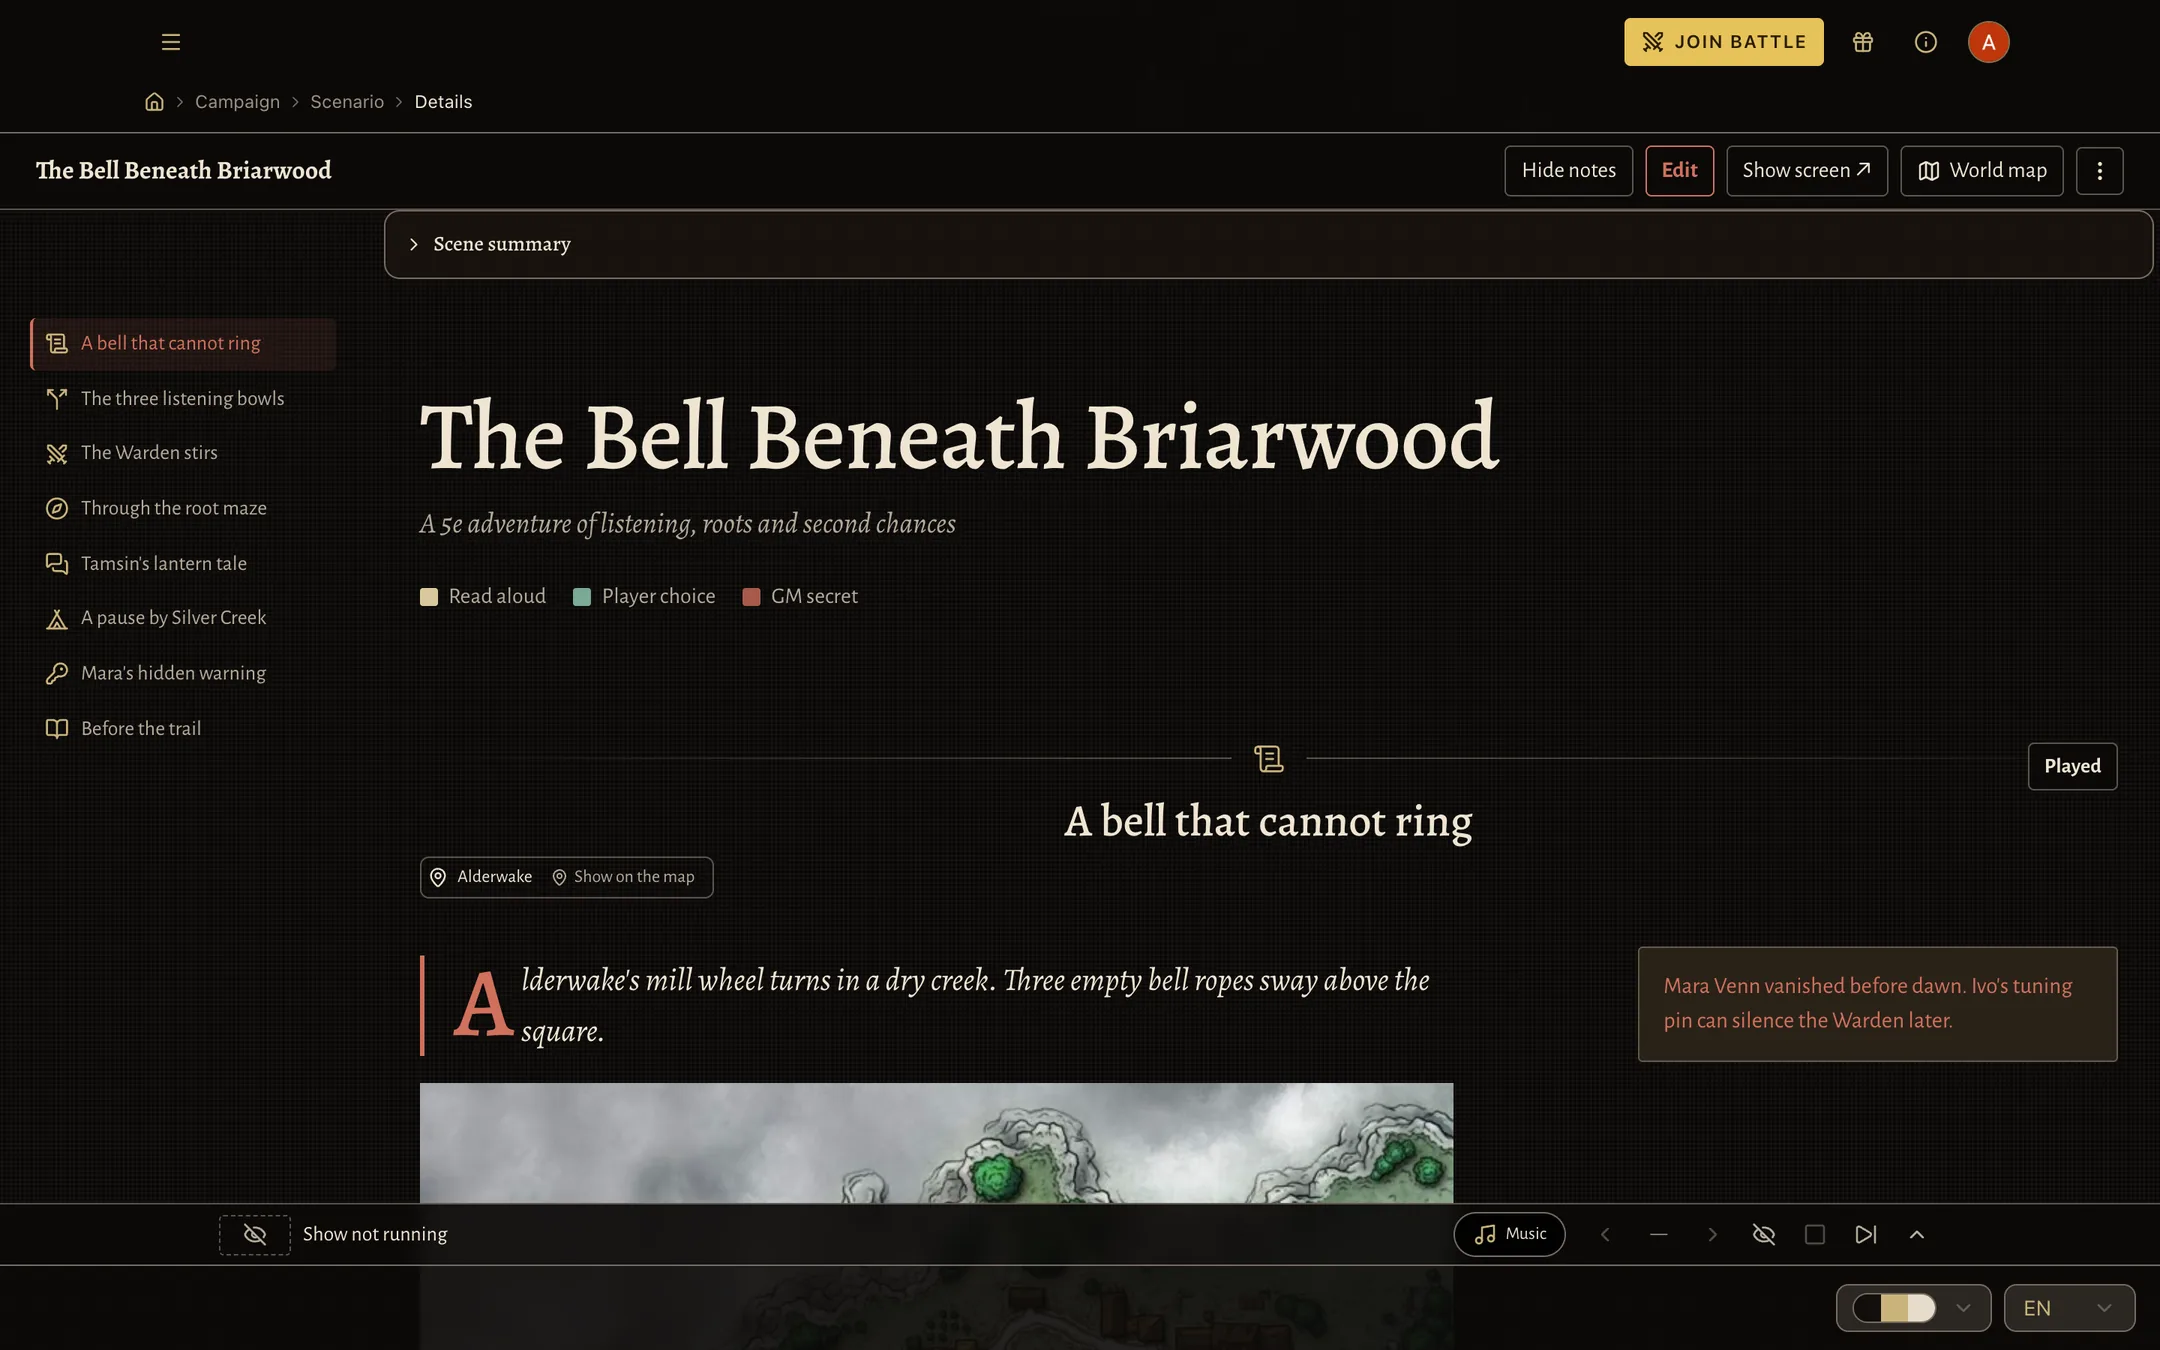 JOIN BATTLE
A
Campaign
Scenario
Details
The Bell Beneath Briarwood
Hide notes
Edit
Show screen
World map
Scene summary
A bell that cannot ring
The three listening bowls
The Warden stirs
Through the root maze
Tamsin's lantern tale
A pause by Silver Creek
Mara's hidden warning
Before the trail
The Bell Beneath Briarwood
A 5e adventure of listening, roots and second chances
Read aloud
Player choice
GM secret
Played
A bell that cannot ring
Alderwake
Show on the map
Alderwake's mill wheel turns in a dry creek. Three empty bell ropes sway above the
square.
Mara Venn vanished before dawn. Ivo's tuning
pin can silence the Warden later.
Show not running
Music
EN